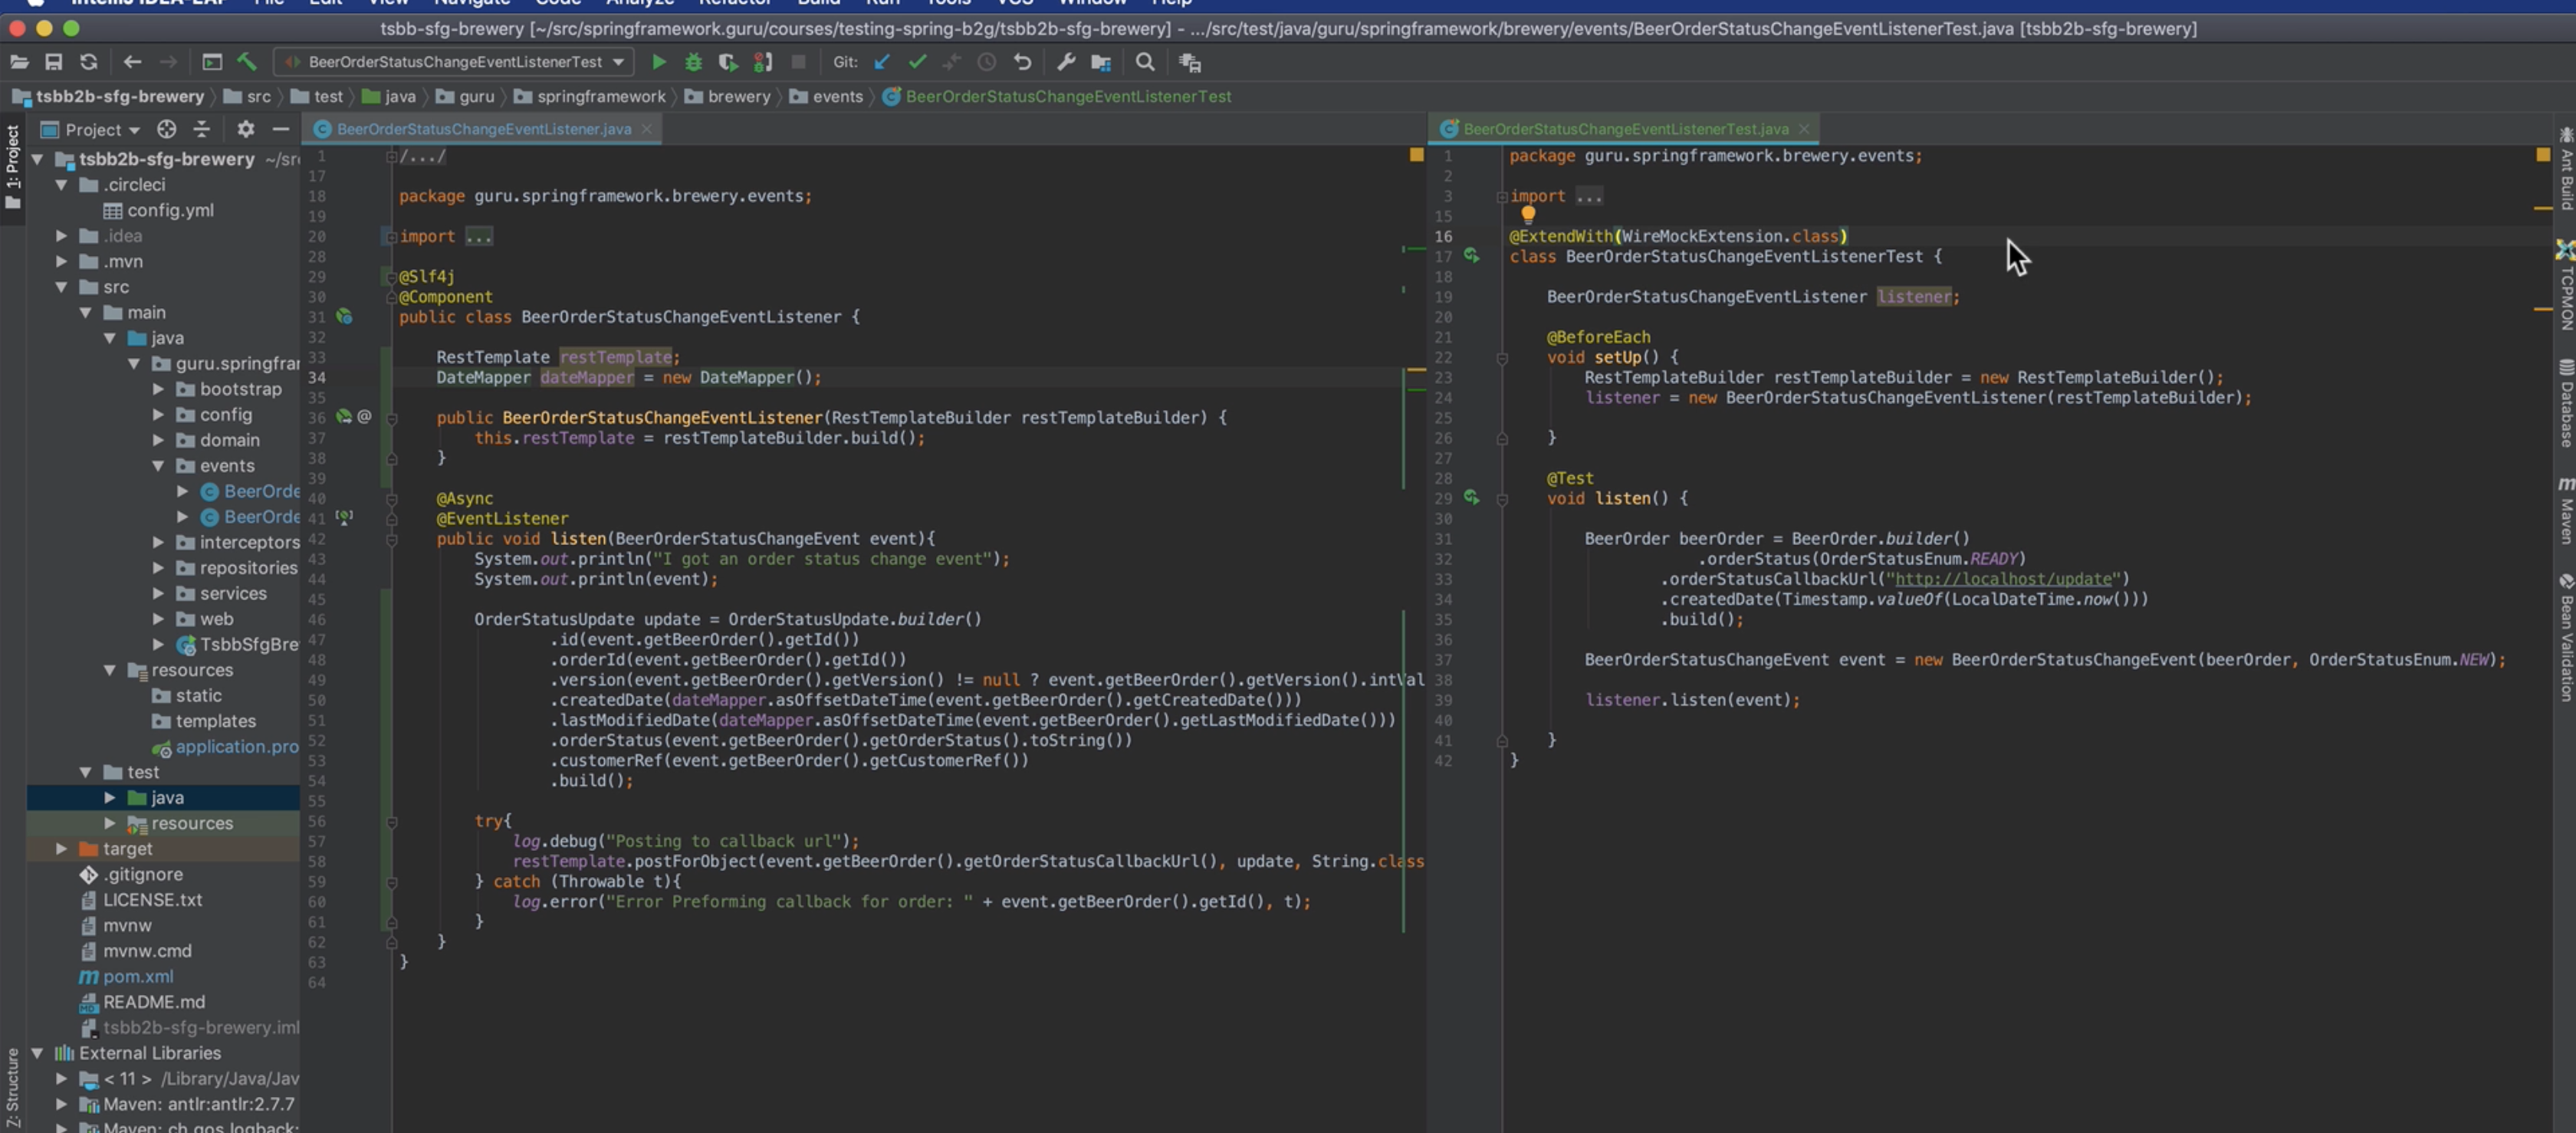 IntelliJ IDEA-EAP File Edit View Navigate Code Analyze Refactor Build Run Tools VCS Window Help
tsbb-sfg-brewery [~/src/springframework.guru/courses/testing-spring-b2g/tsbb2b-sfg-brewery] - .../src/test/java/guru/springframework/brewery/events/BeerOrderStatusChangeEventListenerTest.java [tsbb2b-sfg-brewery]
BeerOrderStatusChangeEventListenerTest Git:
tsbb2b-sfg-brewery src test java guru springframework brewery events BeerOrderStatusChangeEventListenerTest
1: Project
Z: Structure
Project
tsbb2b-sfg-brewery ~/sr
.circleci
config.yml
.idea
.mvn
src
main
java
guru.springfrar
bootstrap
config
domain
events
BeerOrde
BeerOrde
interceptors
repositories
services
web
TsbbSfgBre
resources
static
templates
application.pro
test
java
resources
target
.gitignore
LICENSE.txt
mvnw
mvnw.cmd
pom.xml
README.md
tsbb2b-sfg-brewery.iml
External Libraries
< 11 > /Library/Java/Jav
Maven: antlr:antlr:2.7.7
Maven: ch.qos.logback:
BeerOrderStatusChangeEventListener.java
1 /.../
17
18 package guru.springframework.brewery.events;
19
20 import ...
28
29 @Slf4j
30 @Component
31 public class BeerOrderStatusChangeEventListener {
32
33 RestTemplate restTemplate;
34 DateMapper dateMapper = new DateMapper();
35
36 @ public BeerOrderStatusChangeEventListener(RestTemplateBuilder restTemplateBuilder) {
37 this.restTemplate = restTemplateBuilder.build();
38 }
39
40 @Async
41 @EventListener
42 public void listen(BeerOrderStatusChangeEvent event){
43 System.out.println("I got an order status change event");
44 System.out.println(event);
45
46 OrderStatusUpdate update = OrderStatusUpdate.builder()
47 .id(event.getBeerOrder().getId())
48 .orderId(event.getBeerOrder().getId())
49 .version(event.getBeerOrder().getVersion() != null ? event.getBeerOrder().getVersion().intVal
50 .createdDate(dateMapper.asOffsetDateTime(event.getBeerOrder().getCreatedDate()))
51 .lastModifiedDate(dateMapper.asOffsetDateTime(event.getBeerOrder().getLastModifiedDate()))
52 .orderStatus(event.getBeerOrder().getOrderStatus().toString())
53 .customerRef(event.getBeerOrder().getCustomerRef())
54 .build();
55
56 try{
57 log.debug("Posting to callback url");
58 restTemplate.postForObject(event.getBeerOrder().getOrderStatusCallbackUrl(), update, String.class
59 } catch (Throwable t){
60 log.error("Error Preforming callback for order: " + event.getBeerOrder().getId(), t);
61 }
62 }
63 }
64
BeerOrderStatusChangeEventListenerTest.java
1 package guru.springframework.brewery.events;
2
3 import ...
15
16 @ExtendWith(WireMockExtension.class)
17 class BeerOrderStatusChangeEventListenerTest {
18
19 BeerOrderStatusChangeEventListener listener;
20
21 @BeforeEach
22 void setUp() {
23 RestTemplateBuilder restTemplateBuilder = new RestTemplateBuilder();
24 listener = new BeerOrderStatusChangeEventListener(restTemplateBuilder);
25
26 }
27
28 @Test
29 void listen() {
30
31 BeerOrder beerOrder = BeerOrder.builder()
32 .orderStatus(OrderStatusEnum.READY)
33 .orderStatusCallbackUrl("http://localhost/update")
34 .createdDate(Timestamp.valueOf(LocalDateTime.now()))
35 .build();
36
37 BeerOrderStatusChangeEvent event = new BeerOrderStatusChangeEvent(beerOrder, OrderStatusEnum.NEW);
38
39 listener.listen(event);
40
41 }
42 }
Ant Build
TCPMON
Database
Maven
Bean Validation